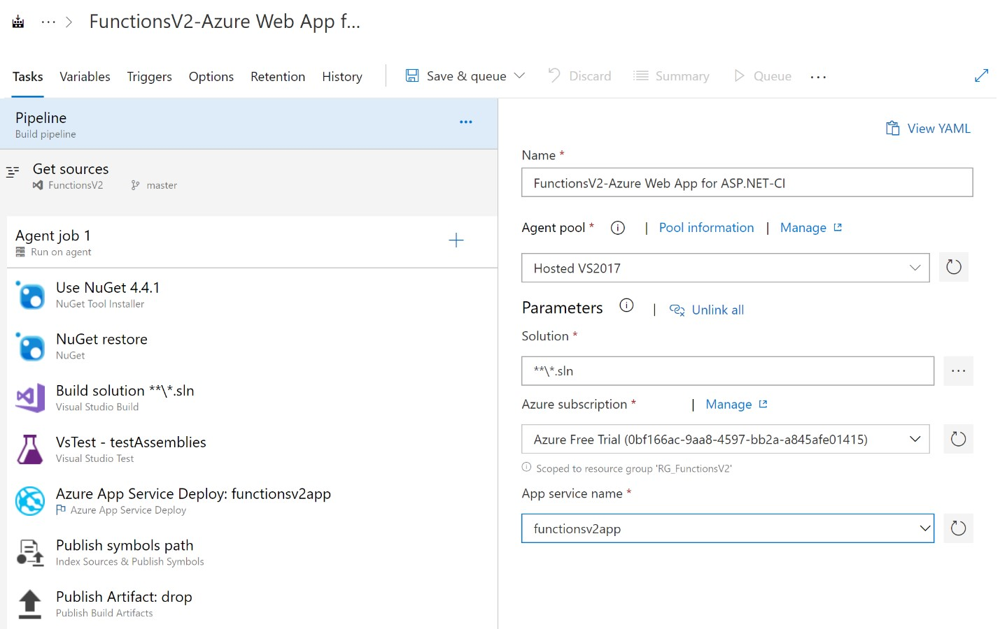 FunctionsV2-Azure Web App f...
Tasks Variables Triggers Options Retention History Save & queue Discard Summary Queue ...
Pipeline
Build pipeline
View YAML
Get sources
FunctionsV2 master
Agent job 1
Run on agent
Use NuGet 4.4.1
NuGet Tool Installer
NuGet restore
NuGet
Build solution **\*.sln
Visual Studio Build
VsTest - testAssemblies
Visual Studio Test
Azure App Service Deploy: functionsv2app
Azure App Service Deploy
Publish symbols path
Index Sources & Publish Symbols
Publish Artifact: drop
Publish Build Artifacts
Name *
FunctionsV2-Azure Web App for ASP.NET-CI
Agent pool * | Pool information | Manage
Hosted VS2017
Parameters | Unlink all
Solution *
**\*.sln
Azure subscription * | Manage
Azure Free Trial (0bf166ac-9aa8-4597-bb2a-a845afe01415)
Scoped to resource group 'RG_FunctionsV2'
App service name *
functionsv2app